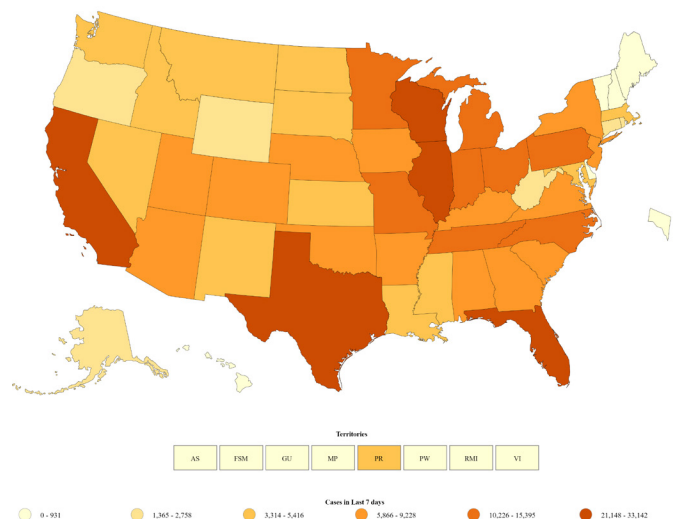 Territories
AS FSM GU MP PR PW RMI VI
Cases in Last 7 days
0 - 931 1,365 - 2,758 3,314 - 5,416 5,866 - 9,228 10,226 - 15,395 21,148 - 33,142